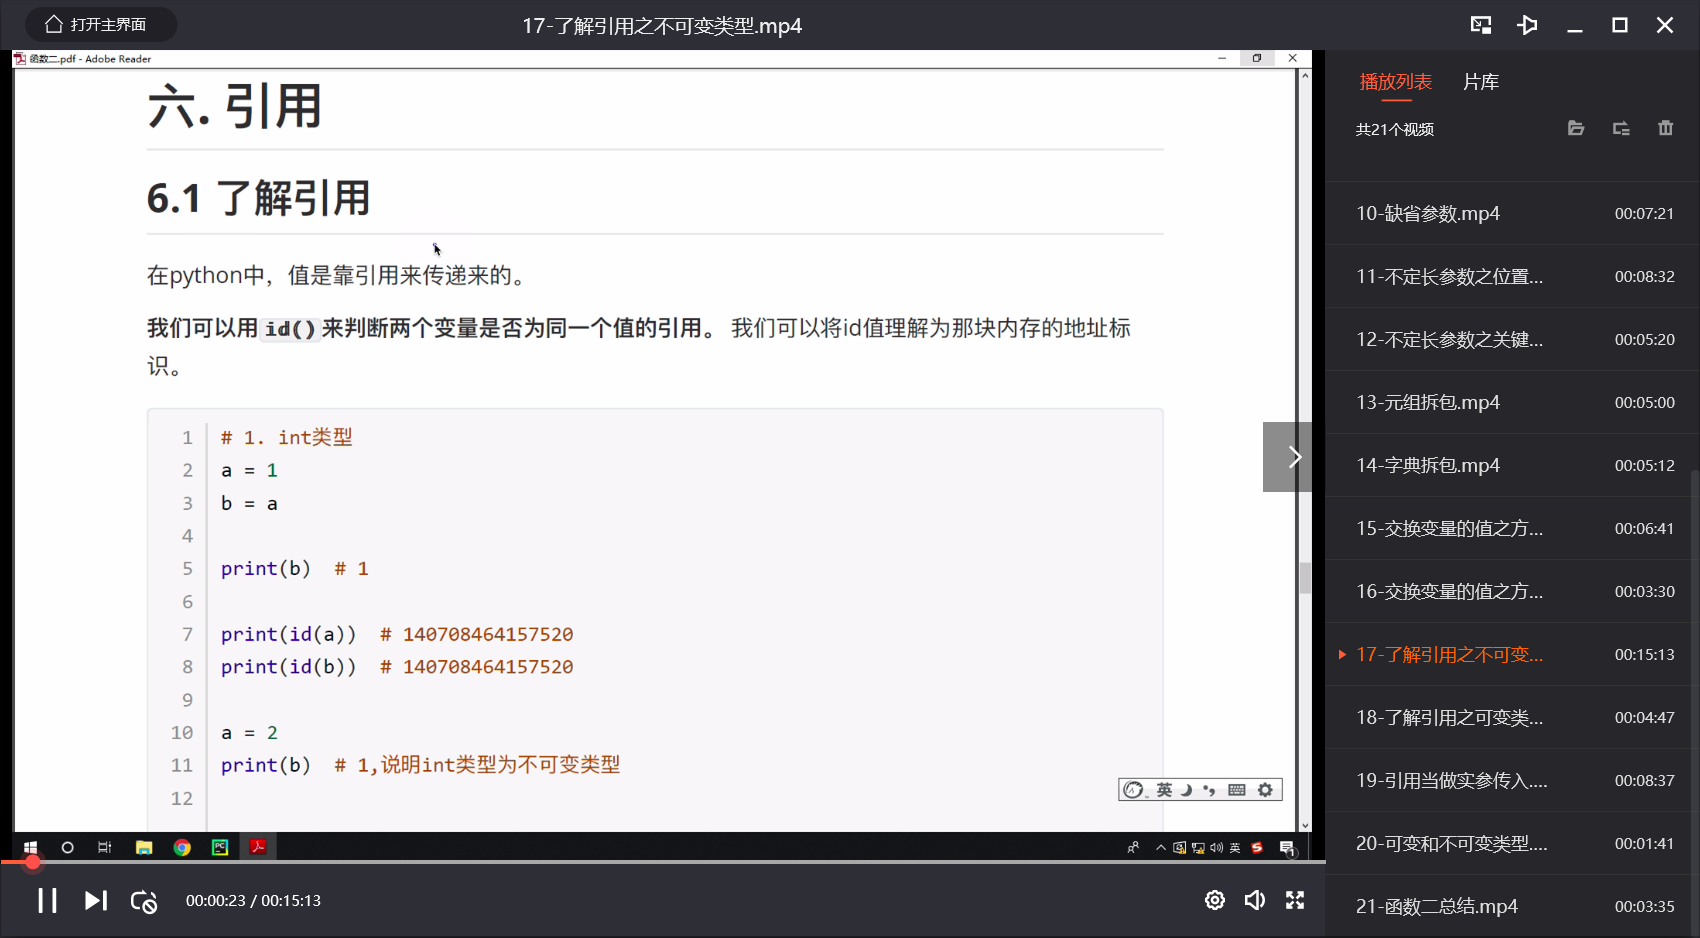 打开主界面
17-了解引用之不可变类型.mp4
函数二.pdf - Adobe Reader
六. 引用
6.1 了解引用
在python中，值是靠引用来传递来的。
我们可以用 id() 来判断两个变量是否为同一个值的引用。 我们可以将id值理解为那块内存的地址标
识。
1 # 1. int类型
2 a = 1
3 b = a
4
5 print(b)  # 1
6
7 print(id(a))  # 140708464157520
8 print(id(b))  # 140708464157520
9
10 a = 2
11 print(b)  # 1,说明int类型为不可变类型
12
英
英
1
00:00:23 / 00:15:13
播放列表 片库
共21个视频
10-缺省参数.mp4 00:07:21
11-不定长参数之位置... 00:08:32
12-不定长参数之关键... 00:05:20
13-元组拆包.mp4 00:05:00
14-字典拆包.mp4 00:05:12
15-交换变量的值之方... 00:06:41
16-交换变量的值之方... 00:03:30
17-了解引用之不可变... 00:15:13
18-了解引用之可变类... 00:04:47
19-引用当做实参传入.... 00:08:37
20-可变和不可变类型.... 00:01:41
21-函数二总结.mp4 00:03:35